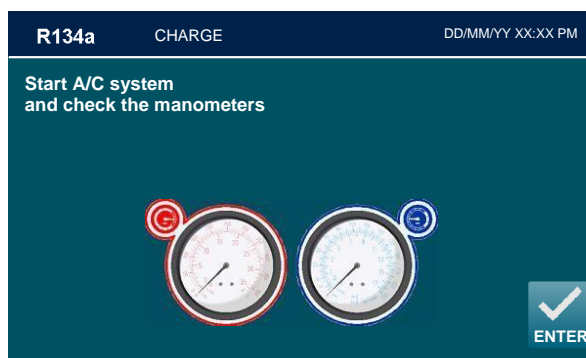 R134a CHARGE DD/MM/YY XX:XX PM
Start A/C system
and check the manometers
ENTER